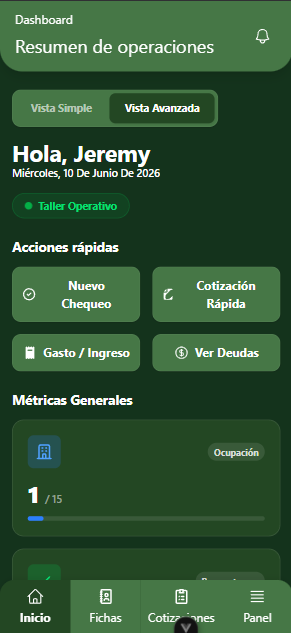 Dashboard
Resumen de operaciones
Vista Simple
Vista Avanzada
Hola, Jeremy
Miércoles, 10 De Junio De 2026
Taller Operativo
Acciones rápidas
Nuevo
Chequeo
Cotización
Rápida
Gasto / Ingreso
Ver Deudas
Métricas Generales
Ocupación
1 / 15
Inicio
Fichas
Cotizaciones
Panel